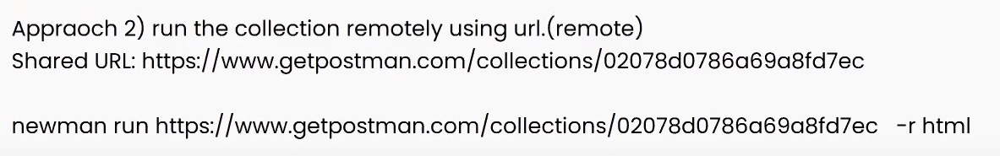 Appraoch 2) run the collection remotely using url.(remote)
Shared URL: https://www.getpostman.com/collections/02078d0786a69a8fd7ec
newman run https://www.getpostman.com/collections/02078d0786a69a8fd7ec -r html